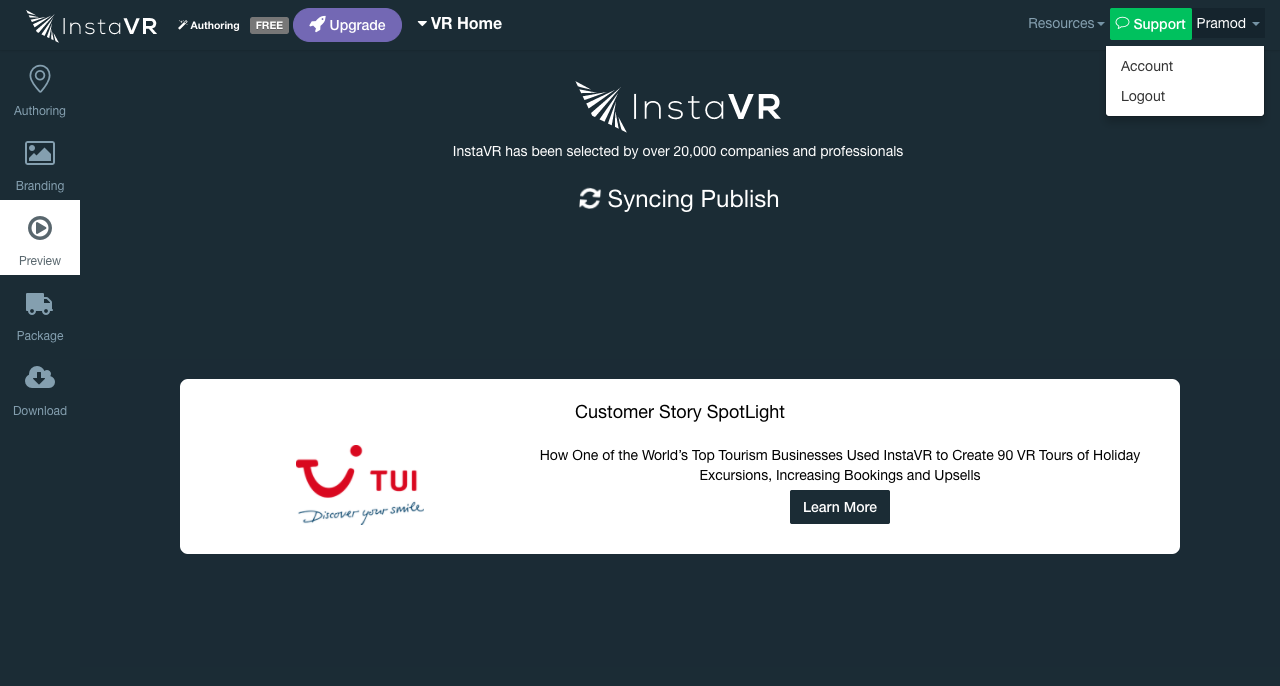 InstaVR Authoring FREE Upgrade VR Home Resources Support Pramod
Account
Logout
Authoring
Branding
Preview
Package
Download
InstaVR
InstaVR has been selected by over 20,000 companies and professionals
Syncing Publish
Customer Story SpotLight
TUI
Discover your smile
How One of the World’s Top Tourism Businesses Used InstaVR to Create 90 VR Tours of Holiday
Excursions, Increasing Bookings and Upsells
Learn More